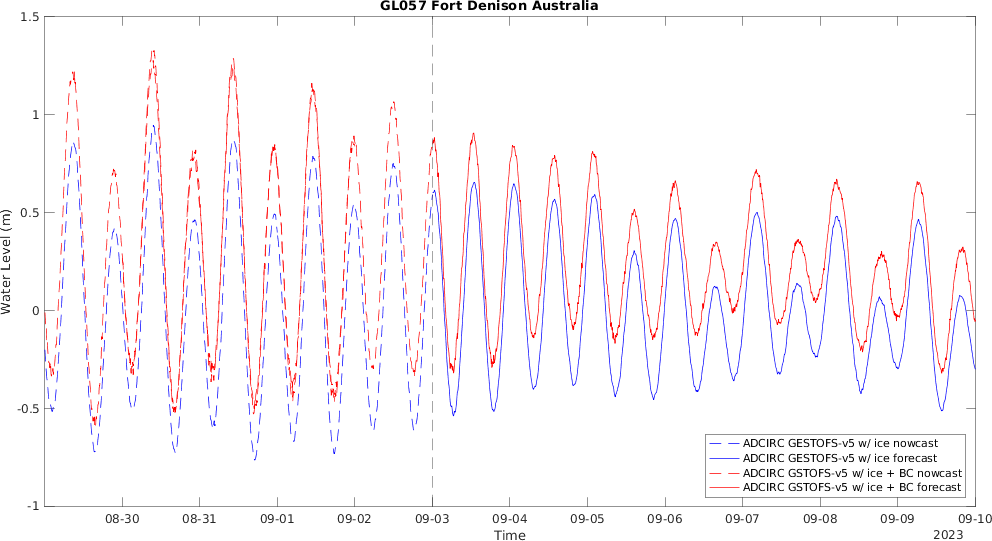 GL057 Fort Denison Australia
Water Level (m)
1.5
1
0.5
0
-0.5
-1
ADCIRC GESTOFS-v5 w/ ice nowcast
ADCIRC GESTOFS-v5 w/ ice forecast
ADCIRC GSTOFS-v5 w/ ice + BC nowcast
ADCIRC GSTOFS-v5 w/ ice + BC forecast
08-30 08-31 09-01 09-02 09-03 09-04 09-05 09-06 09-07 09-08 09-09 09-10
Time
2023